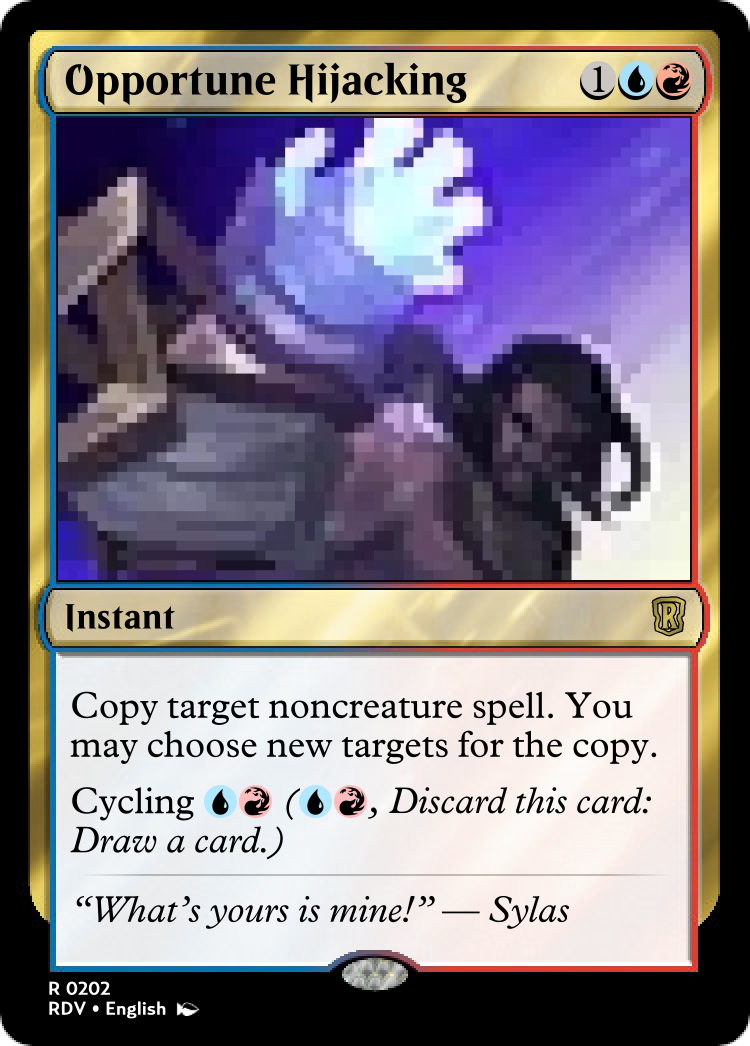 Opportune Hijacking 1
Instant R
Copy target noncreature spell. You
may choose new targets for the copy.
Cycling (, Discard this card:
Draw a card.)
“What’s yours is mine!” — Sylas
R 0202
RDV • English